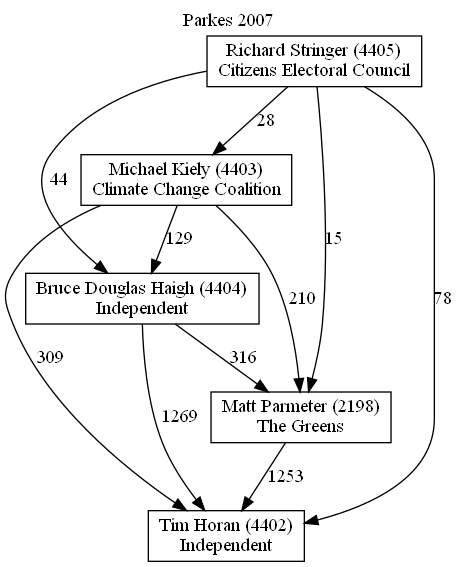 Parkes 2007
Richard Stringer (4405)
Citizens Electoral Council
28
Michael Kiely (4403)
Climate Change Coalition
44
129
15
Bruce Douglas Haigh (4404)
Independent
210
78
309
316
Matt Parmeter (2198)
The Greens
1269
1253
Tim Horan (4402)
Independent